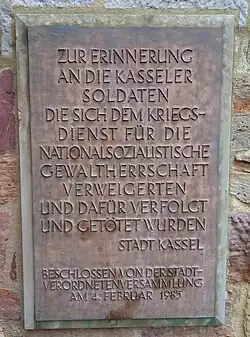 ZUR ERINNERUNG
AN DIE KASSELER
SOLDATEN
DIE SICH DEM KRIEGS-
DIENST FÜR DIE
NATIONALSOZIALISTISCHE
GEWALTHERRSCHAFT
VERWEIGERTEN
UND DAFÜR VERFOLGT
UND GETÖTET WURDEN
STADT KASSEL
BESCHLOSSEN VON DER STADT-
VERORDNETENVERSAMMLUNG
AM 4. FEBRUAR 1985